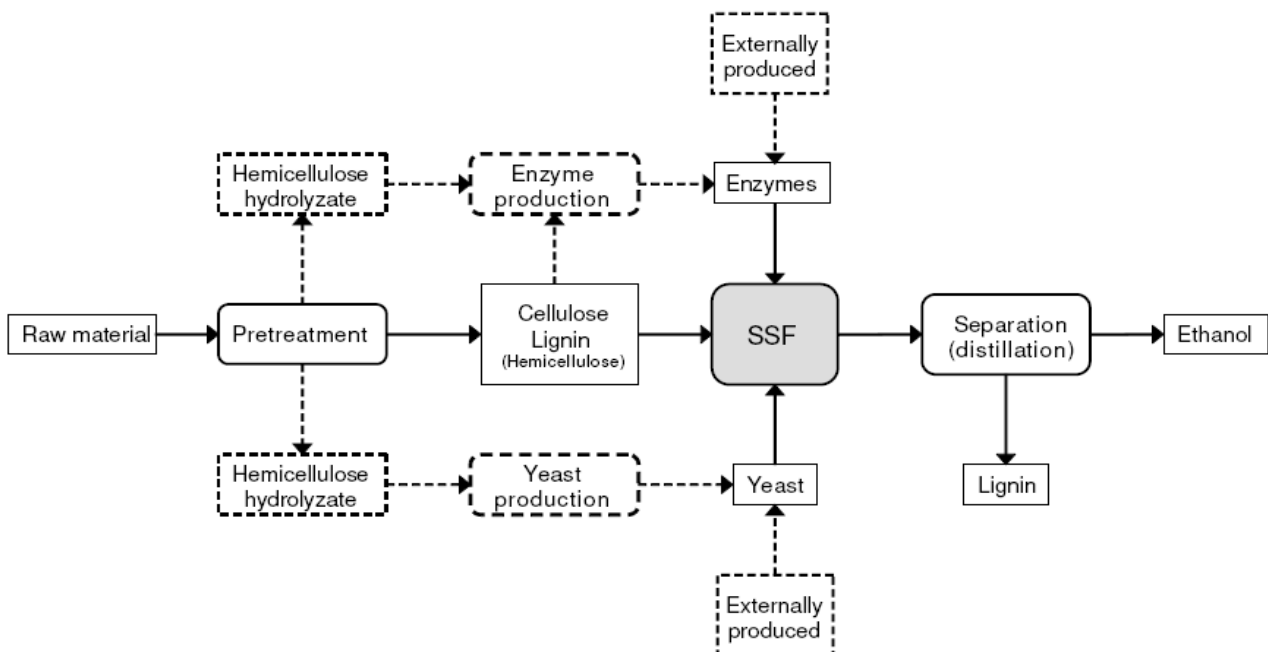 Externally
produced
Hemicellulose
hydrolyzate
Enzyme
production
Enzymes
Raw material
Pretreatment
Cellulose
Lignin
(Hemicellulose)
SSF
Separation
(distillation)
Ethanol
Hemicellulose
hydrolyzate
Yeast
production
Yeast
Lignin
Externally
produced